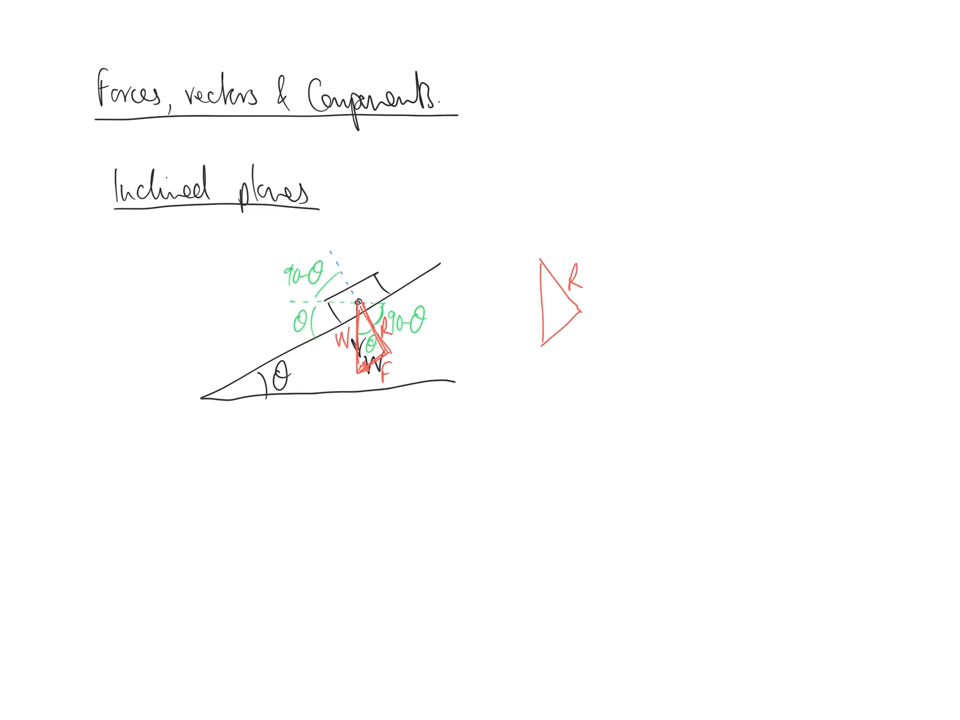 Forces, vectors & Components.
Inclined planes
90-θ
R
θ
90-θ
W
R
θ
W
F
θ